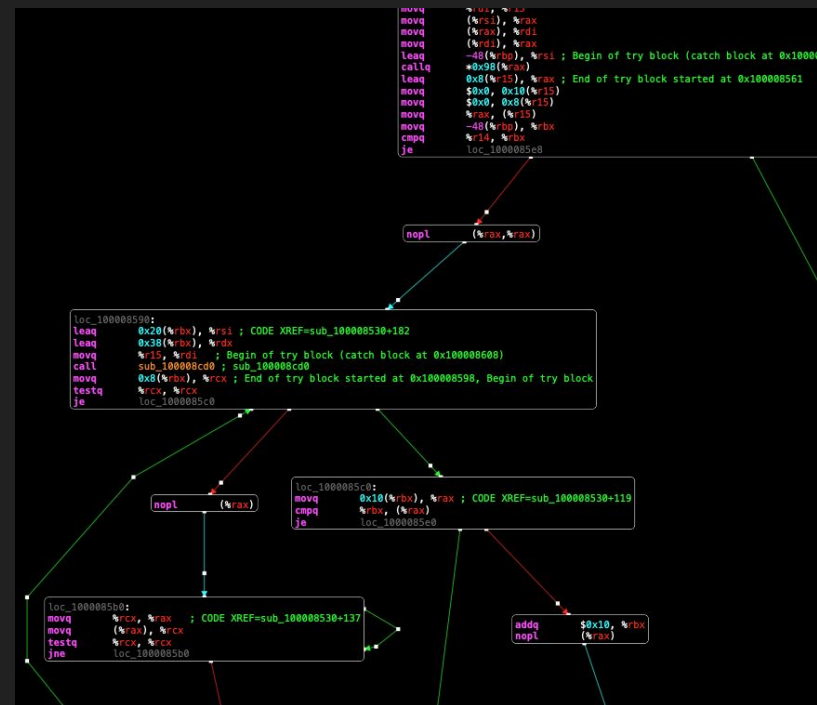 movq %rdi, %r15
movq (%rsi), %rax
movq (%rax), %rdi
movq (%rdi), %rax
leaq -48(%rbp), %rsi ; Begin of try block (catch block at 0x1000
callq *0x98(%rax)
leaq 0x8(%r15), %rax ; End of try block started at 0x100008561
movq $0x0, 0x10(%r15)
movq $0x0, 0x8(%r15)
movq %rax, (%r15)
movq -48(%rbp), %rbx
cmpq %r14, %rbx
je loc_1000085e8
nopl (%rax,%rax)
loc_100008590:
leaq 0x20(%rbx), %rsi ; CODE XREF=sub_100008530+182
leaq 0x38(%rbx), %rdx
movq %r15, %rdi ; Begin of try block (catch block at 0x100008608)
call sub_100008cd0 ; sub_100008cd0
movq 0x8(%rbx), %rcx ; End of try block started at 0x100008598, Begin of try block
testq %rcx, %rcx
je loc_1000085c0
nopl (%rax)
loc_1000085c0:
movq 0x10(%rbx), %rax ; CODE XREF=sub_100008530+119
cmpq %rbx, (%rax)
je loc_1000085e0
loc_1000085b0:
movq %rcx, %rax ; CODE XREF=sub_100008530+137
movq (%rax), %rcx
testq %rcx, %rcx
jne loc_1000085b0
addq $0x10, %rbx
nopl (%rax)